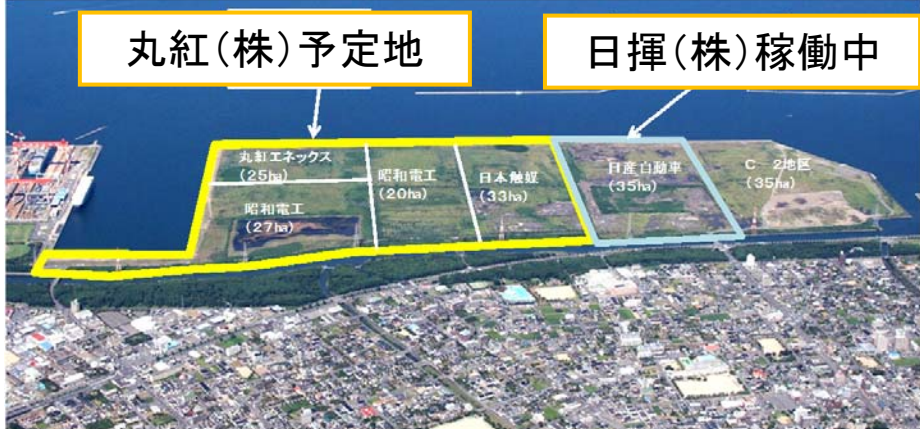 丸紅(株)予定地
日揮(株)稼働中
丸紅エネックス
(25ha)
昭和電工
(20ha)
日本触媒
(33ha)
日産自動車
(35ha)
C-2地区
(35ha)
昭和電工
(27ha)